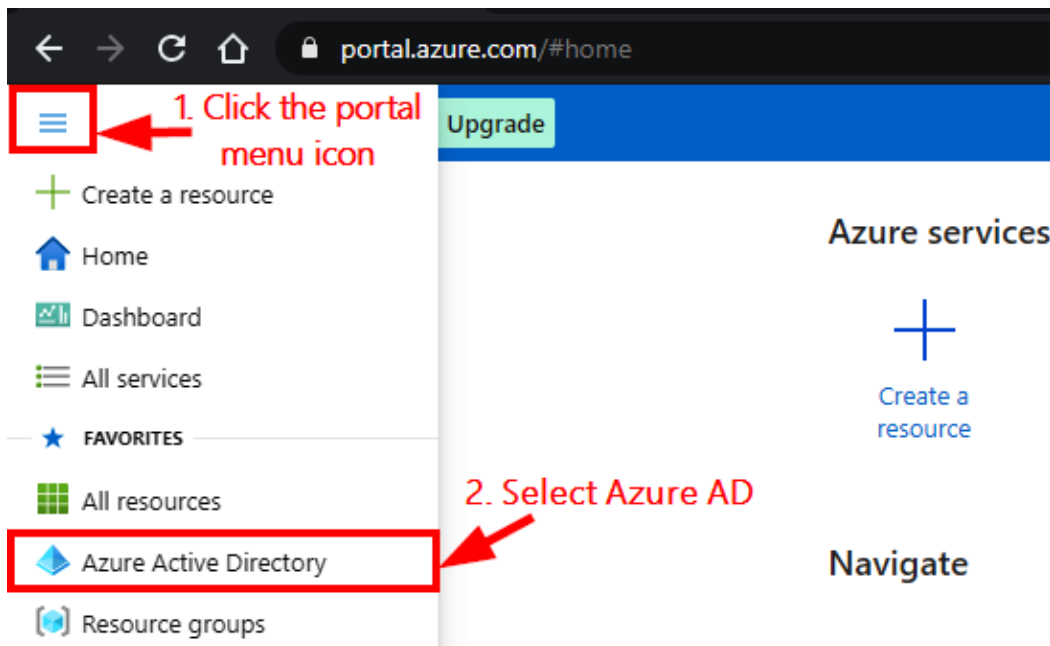 portal.azure.com/#home
1. Click the portal
menu icon
Upgrade
Create a resource
Home
Dashboard
All services
FAVORITES
All resources
Azure Active Directory
Resource groups
2. Select Azure AD
Azure services
Create a
resource
Navigate